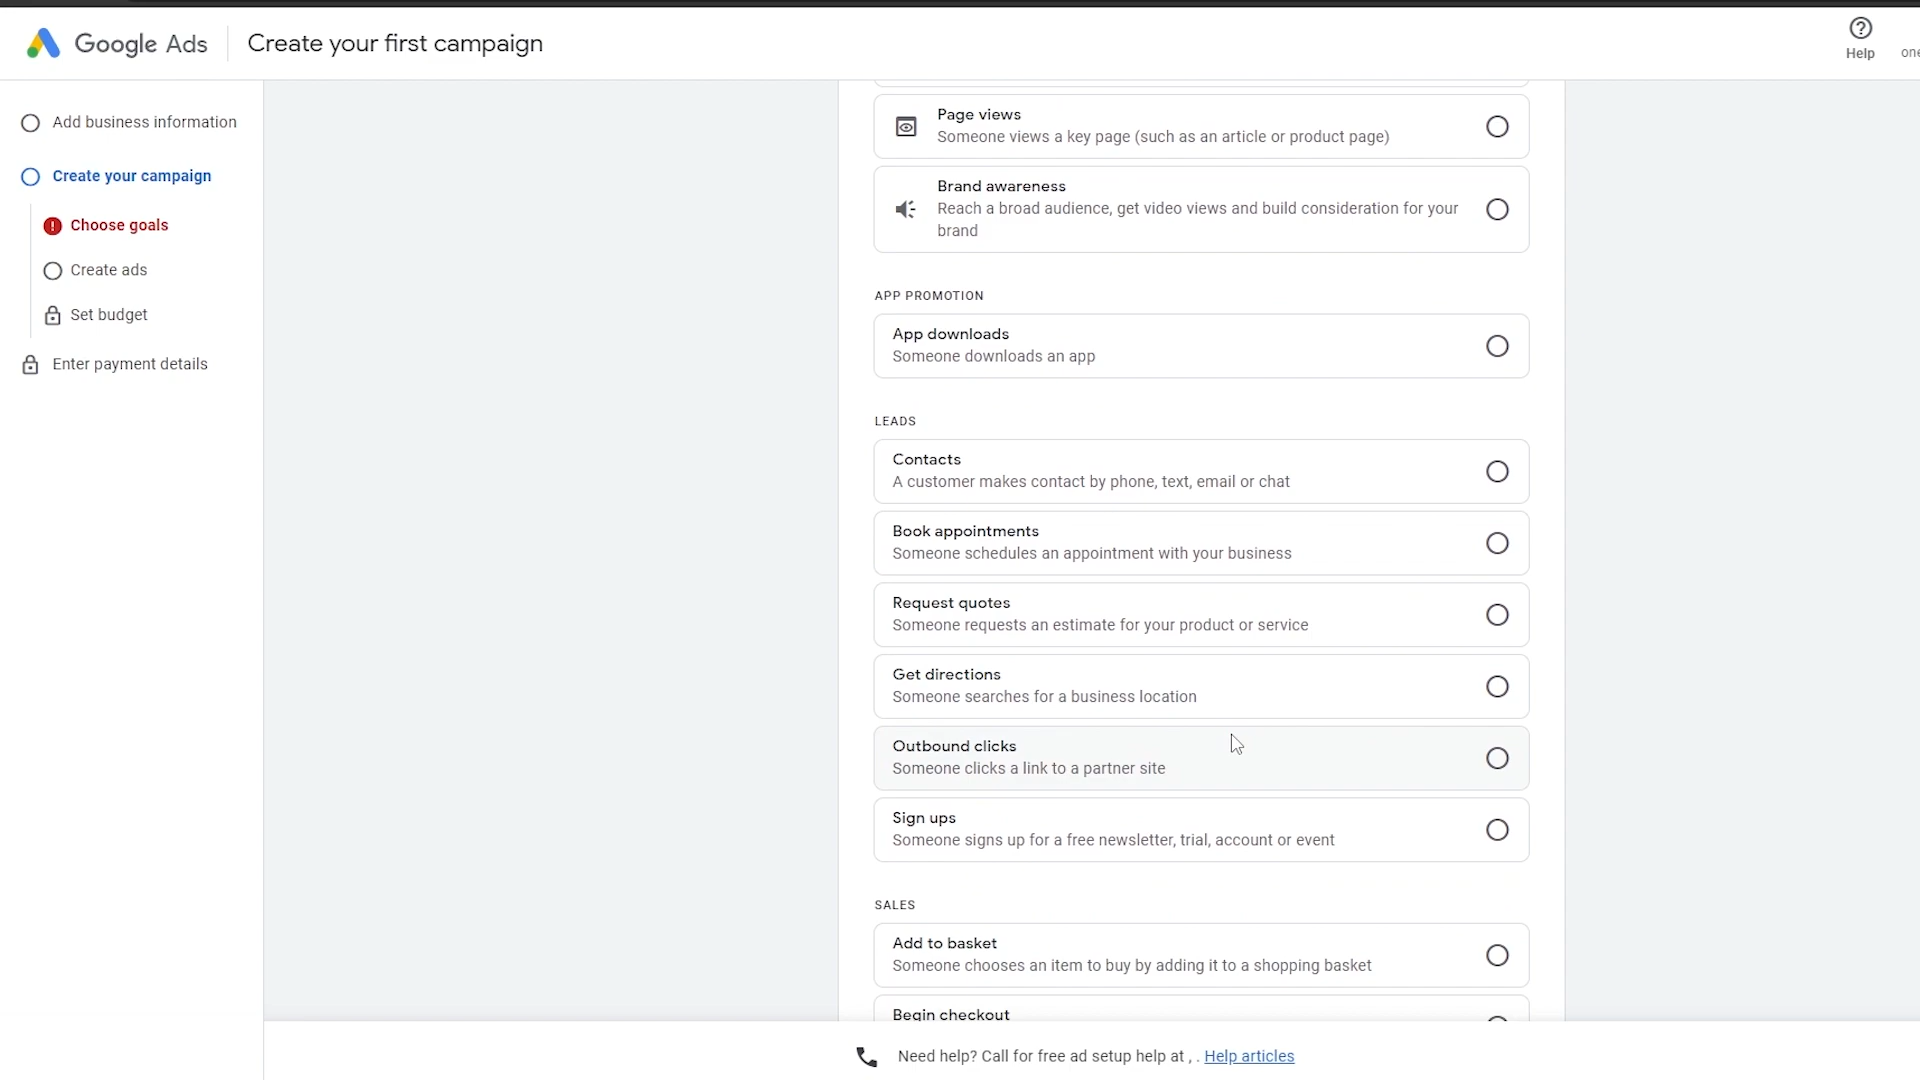 Google Ads
Create your first campaign
Help
one
Add business information
Create your campaign
Choose goals
Create ads
Set budget
Enter payment details
Page views
Someone views a key page (such as an article or product page)
Brand awareness
Reach a broad audience, get video views and build consideration for your
brand
APP PROMOTION
App downloads
Someone downloads an app
LEADS
Contacts
A customer makes contact by phone, text, email or chat
Book appointments
Someone schedules an appointment with your business
Request quotes
Someone requests an estimate for your product or service
Get directions
Someone searches for a business location
Outbound clicks
Someone clicks a link to a partner site
Sign ups
Someone signs up for a free newsletter, trial, account or event
SALES
Add to basket
Someone chooses an item to buy by adding it to a shopping basket
Begin checkout
Need help? Call for free ad setup help at , . Help articles